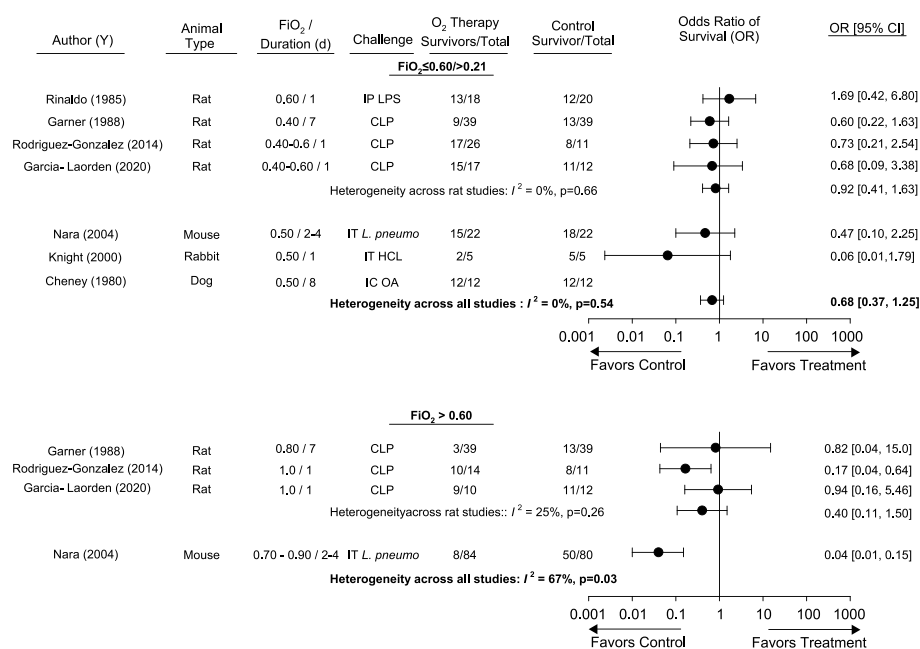 Author (Y) Animal Type FiO2 / Duration (d) Challenge O2 Therapy Survivors/Total Control Survivor/Total Odds Ratio of Survival (OR) OR [95% CI]
FiO2≤0.60/>0.21
Rinaldo (1985) Rat 0.60 / 1 IP LPS 13/18 12/20 1.69 [0.42, 6.80]
Garner (1988) Rat 0.40 / 7 CLP 9/39 13/39 0.60 [0.22, 1.63]
Rodriguez-Gonzalez (2014) Rat 0.40-0.6 / 1 CLP 17/26 8/11 0.73 [0.21, 2.54]
Garcia- Laorden (2020) Rat 0.40-0.60 / 1 CLP 15/17 11/12 0.68 [0.09, 3.38]
Heterogeneity across rat studies: I 2 = 0%, p=0.66 0.92 [0.41, 1.63]
Nara (2004) Mouse 0.50 / 2-4 IT L. pneumo 15/22 18/22 0.47 [0.10, 2.25]
Knight (2000) Rabbit 0.50 / 1 IT HCL 2/5 5/5 0.06 [0.01,1.79]
Cheney (1980) Dog 0.50 / 8 IC OA 12/12 12/12
Heterogeneity across all studies : I 2 = 0%, p=0.54 0.68 [0.37, 1.25]
0.001 0.01 0.1 1 10 100 1000
Favors Control Favors Treatment
FiO2 > 0.60
Garner (1988) Rat 0.80 / 7 CLP 3/39 13/39 0.82 [0.04, 15.0]
Rodriguez-Gonzalez (2014) Rat 1.0 / 1 CLP 10/14 8/11 0.17 [0.04, 0.64]
Garcia- Laorden (2020) Rat 1.0 / 1 CLP 9/10 11/12 0.94 [0.16, 5.46]
Heterogeneityacross rat studies:: I 2 = 25%, p=0.26 0.40 [0.11, 1.50]
Nara (2004) Mouse 0.70 - 0.90 / 2-4 IT L. pneumo 8/84 50/80 0.04 [0.01, 0.15]
Heterogeneity across all studies: I 2 = 67%, p=0.03
0.001 0.01 0.1 1 10 100 1000
Favors Control Favors Treatment